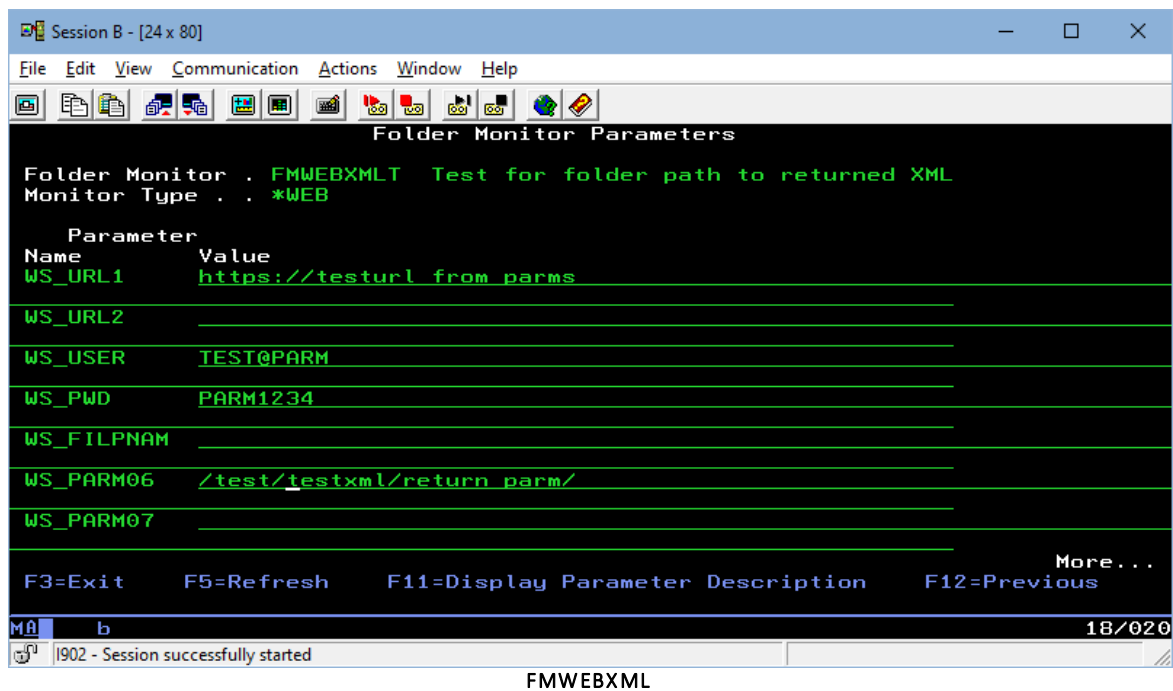 Session B - [24 x 80]
File Edit View Communication Actions Window Help
Folder Monitor Parameters
Folder Monitor . FMWEBXMLT Test for folder path to returned XML
Monitor Type . . *WEB
Parameter
Name Value
WS_URL1 https://testurl from parms
WS_URL2
WS_USER TEST@PARM
WS_PWD PARM1234
WS_FILPNAM
WS_PARM06 /test/testxml/return parm/
WS_PARM07
More...
F3=Exit F5=Refresh F11=Display Parameter Description F12=Previous
MA b 18/020
I902 - Session successfully started
FMWEBXML